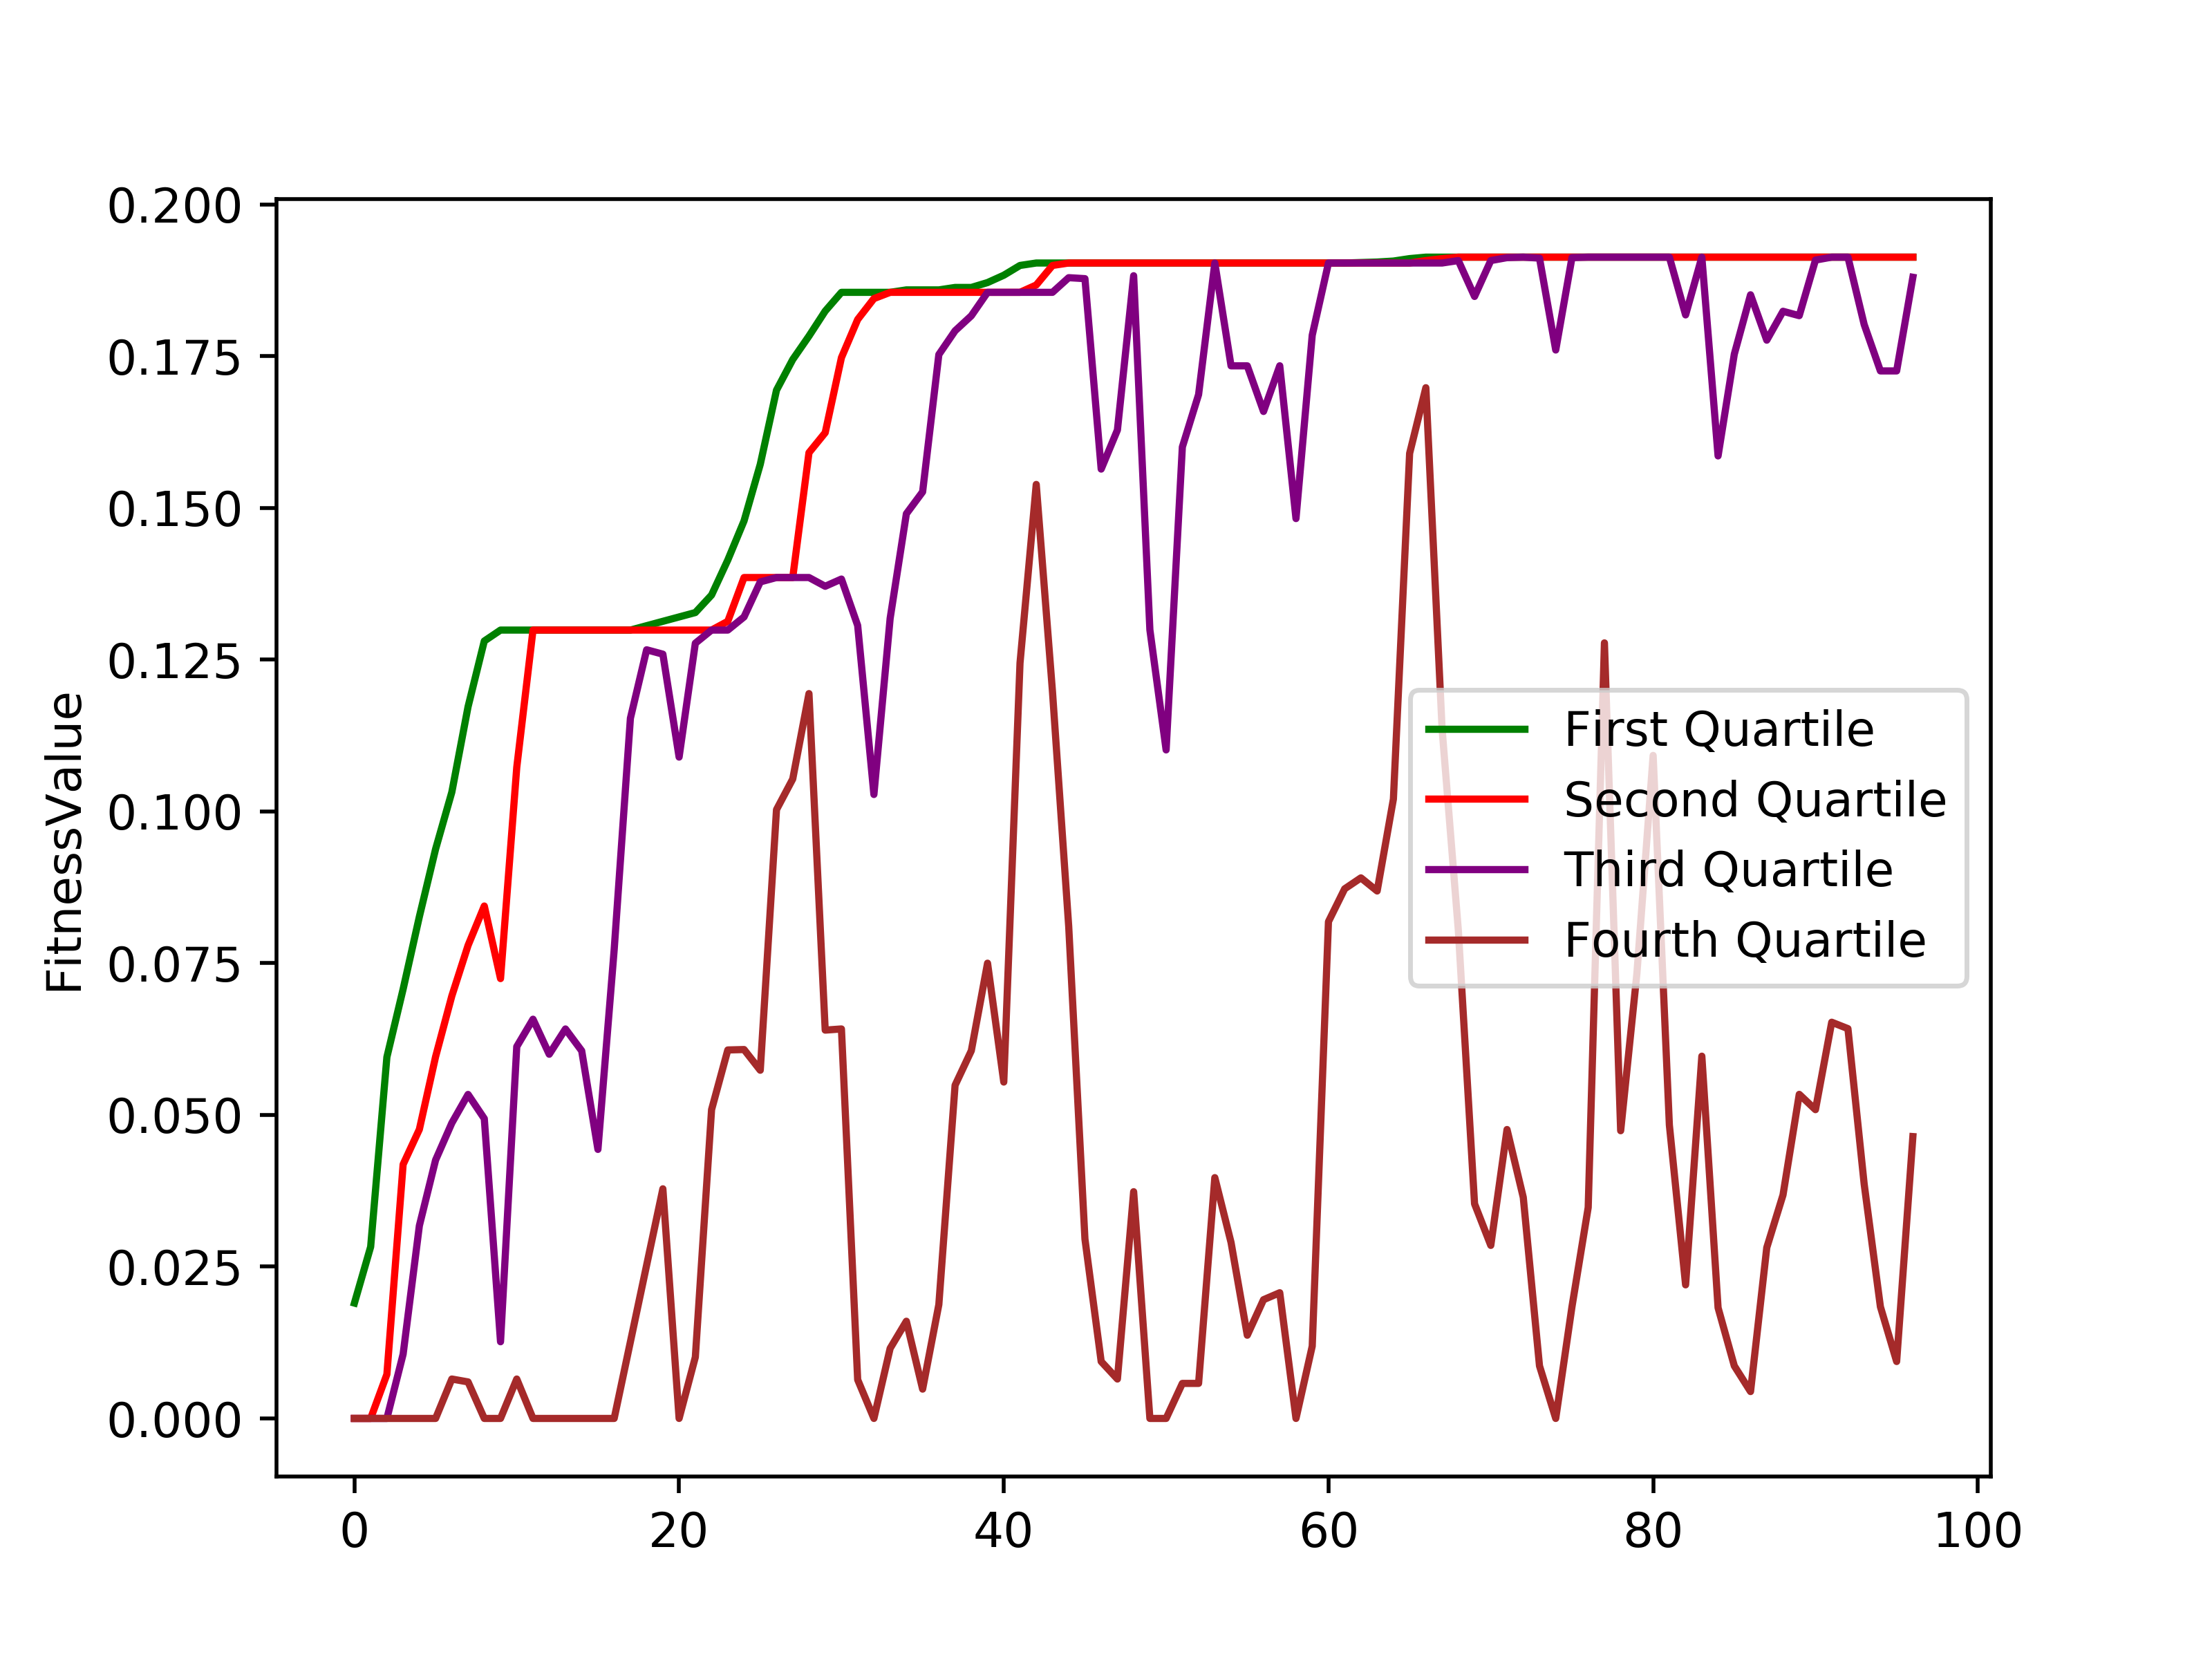 0.200
0.175
0.150
0.125
0.100
0.075
0.050
0.025
0.000
FitnessValue
First Quartile
Second Quartile
Third Quartile
Fourth Quartile
0 20 40 60 80 100